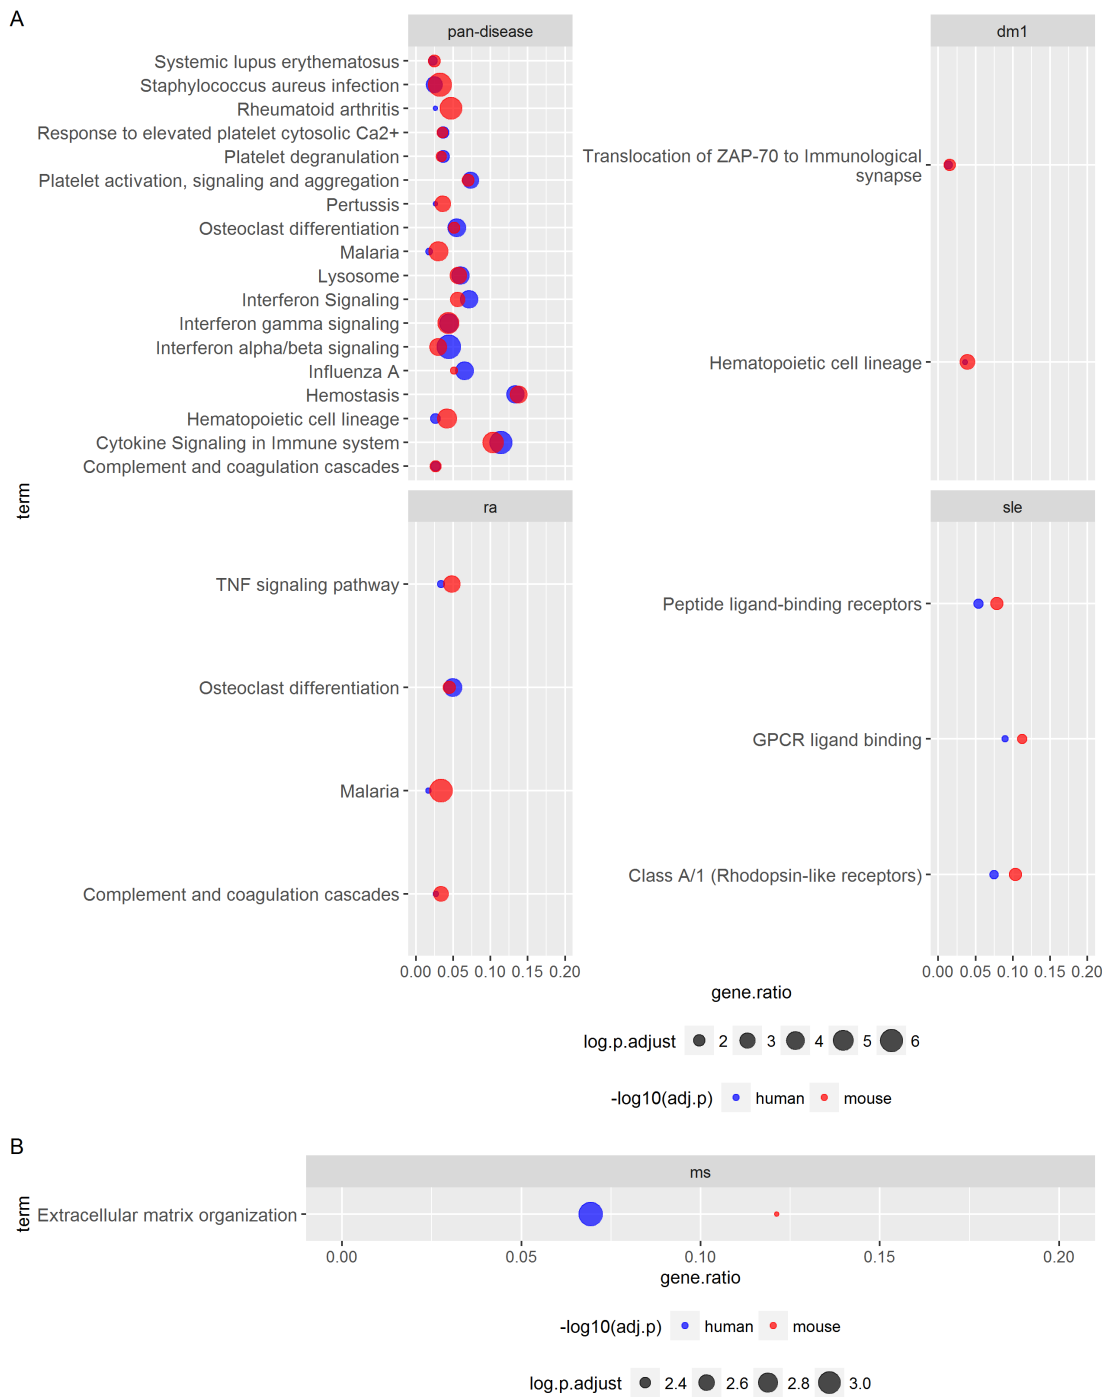 A
pan-disease
Systemic lupus erythematosus
Staphylococcus aureus infection
Rheumatoid arthritis
Response to elevated platelet cytosolic Ca2+
Platelet degranulation
Platelet activation, signaling and aggregation
Pertussis
Osteoclast differentiation
Malaria
Lysosome
Interferon Signaling
Interferon gamma signaling
Interferon alpha/beta signaling
Influenza A
Hemostasis
Hematopoietic cell lineage
Cytokine Signaling in Immune system
Complement and coagulation cascades
dm1
Translocation of ZAP-70 to Immunological
synapse
Hematopoietic cell lineage
term
ra
TNF signaling pathway
Osteoclast differentiation
Malaria
Complement and coagulation cascades
0.00 0.05 0.10 0.15 0.20
sle
Peptide ligand-binding receptors
GPCR ligand binding
Class A/1 (Rhodopsin-like receptors)
0.00 0.05 0.10 0.15 0.20
gene.ratio
log.p.adjust 2 3 4 5 6
-log10(adj.p) human mouse
B
ms
term
Extracellular matrix organization
0.00 0.05 0.10 0.15 0.20
gene.ratio
-log10(adj.p) human mouse
log.p.adjust 2.4 2.6 2.8 3.0